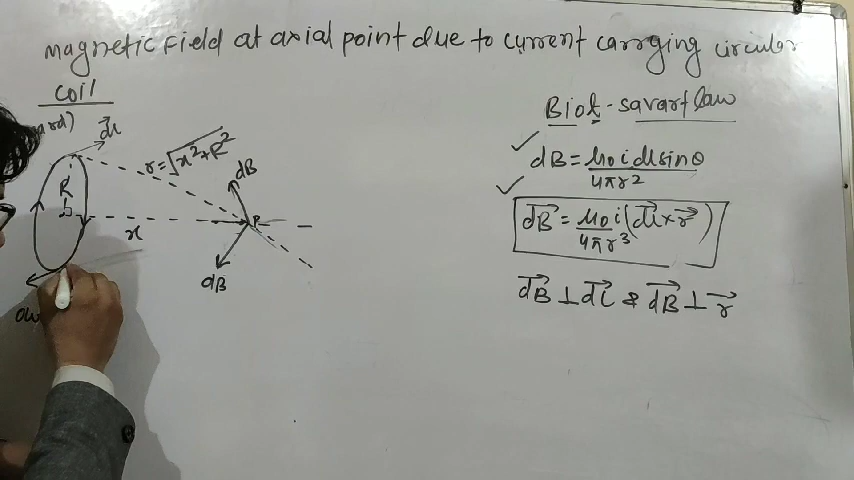 magnetic field at axial point due to current carrging circular
coil
dl
r=√x²+R²
dB
R
P
x
dB
Biot-savart law
dB = μ0 i dl sinθ / 4πr²
dB = μ0 i (dl × r) / 4πr³
dB ⊥ dl & dB ⊥ r